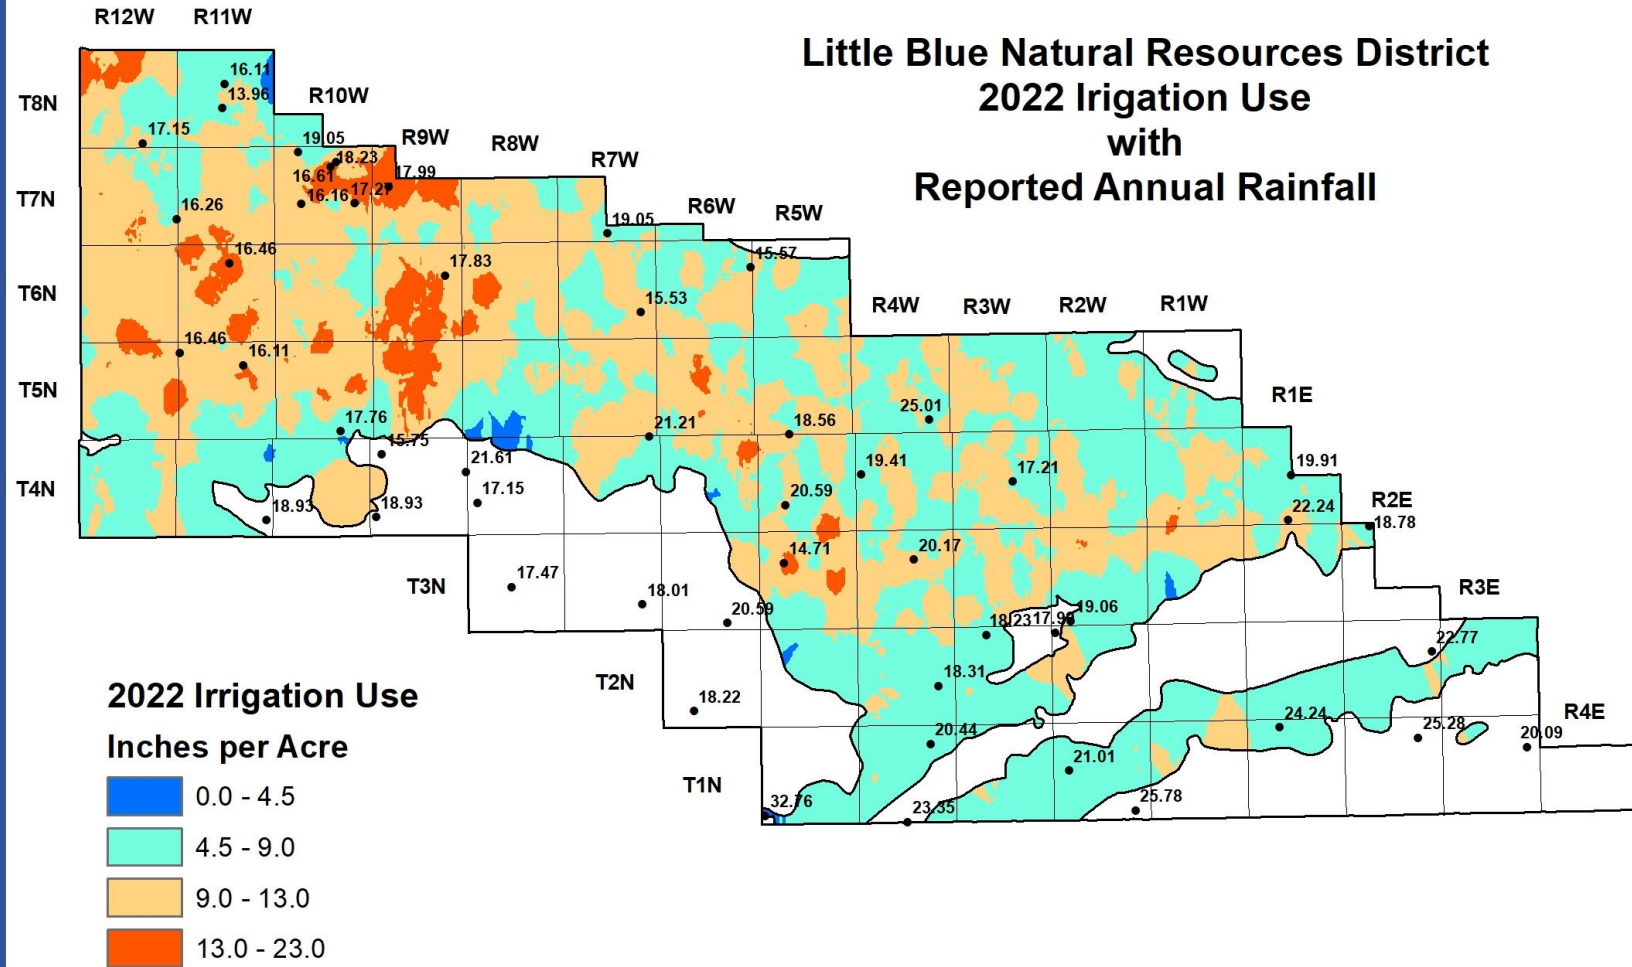 R12W R11W
Little Blue Natural Resources District
2022 Irigation Use
with
Reported Annual Rainfall
16.11
R10W
13.96
T8N
17.15
R9W
19.05
R8W
18.23
R7W
17.99
16.61
17.27
16.16
T7N
16.26
R6W
R5W
19.05
16.46
15.57
17.83
T6N
15.53
R4W R3W R2W R1W
16.46
16.11
T5N
R1E
25.01
17.76
21.21
18.56
15.75
21.61
19.41
17.21
19.91
T4N
17.15
20.59
R2E
18.93
18.93
22.24
18.78
14.71
20.17
T3N
17.47
18.01
R3E
20.59
19.06
18.23
17.99
22.77
T2N
18.31
18.22
2022 Irrigation Use
R4E
24.24
25.28
20.44
20.09
Inches per Acre
21.01
T1N
0.0 - 4.5
32.76
25.78
23.35
4.5 - 9.0
9.0 - 13.0
13.0 - 23.0